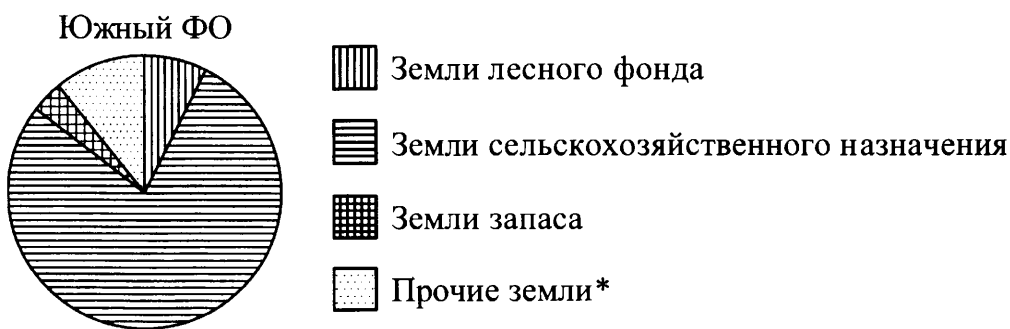 Южный ФО
Земли лесного фонда
Земли сельскохозяйственного назначения
Земли запаса
Прочие земли*